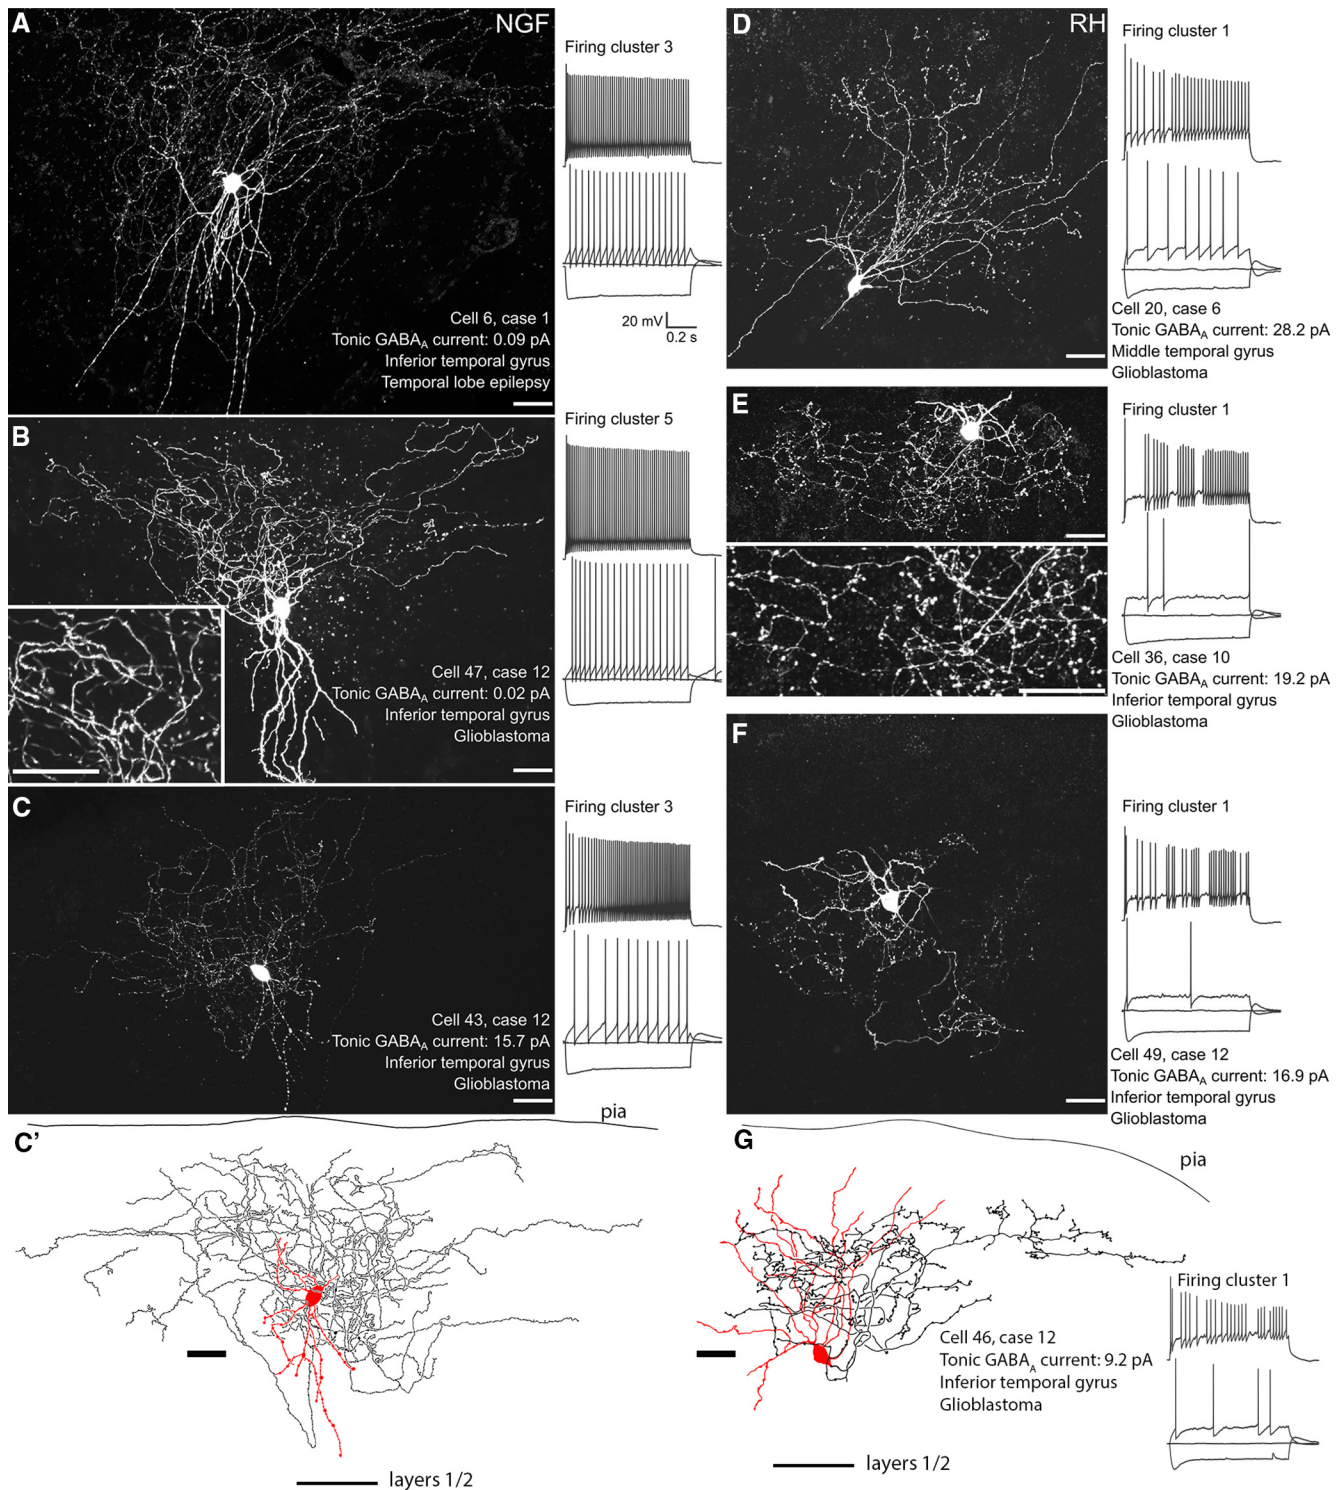 A
NGF
Firing cluster 3
Cell 6, case 1
Tonic GABAA current: 0.09 pA
Inferior temporal gyrus
Temporal lobe epilepsy
20 mV
0.2 s
B
Firing cluster 5
Cell 47, case 12
Tonic GABAA current: 0.02 pA
Inferior temporal gyrus
Glioblastoma
C
Firing cluster 3
Cell 43, case 12
Tonic GABAA current: 15.7 pA
Inferior temporal gyrus
Glioblastoma
pia
C’
layers 1/2
D
RH
Firing cluster 1
Cell 20, case 6
Tonic GABAA current: 28.2 pA
Middle temporal gyrus
Glioblastoma
E
Firing cluster 1
Cell 36, case 10
Tonic GABAA current: 19.2 pA
Inferior temporal gyrus
Glioblastoma
F
Firing cluster 1
Cell 49, case 12
Tonic GABAA current: 16.9 pA
Inferior temporal gyrus
Glioblastoma
G
pia
Firing cluster 1
Cell 46, case 12
Tonic GABAA current: 9.2 pA
Inferior temporal gyrus
Glioblastoma
layers 1/2